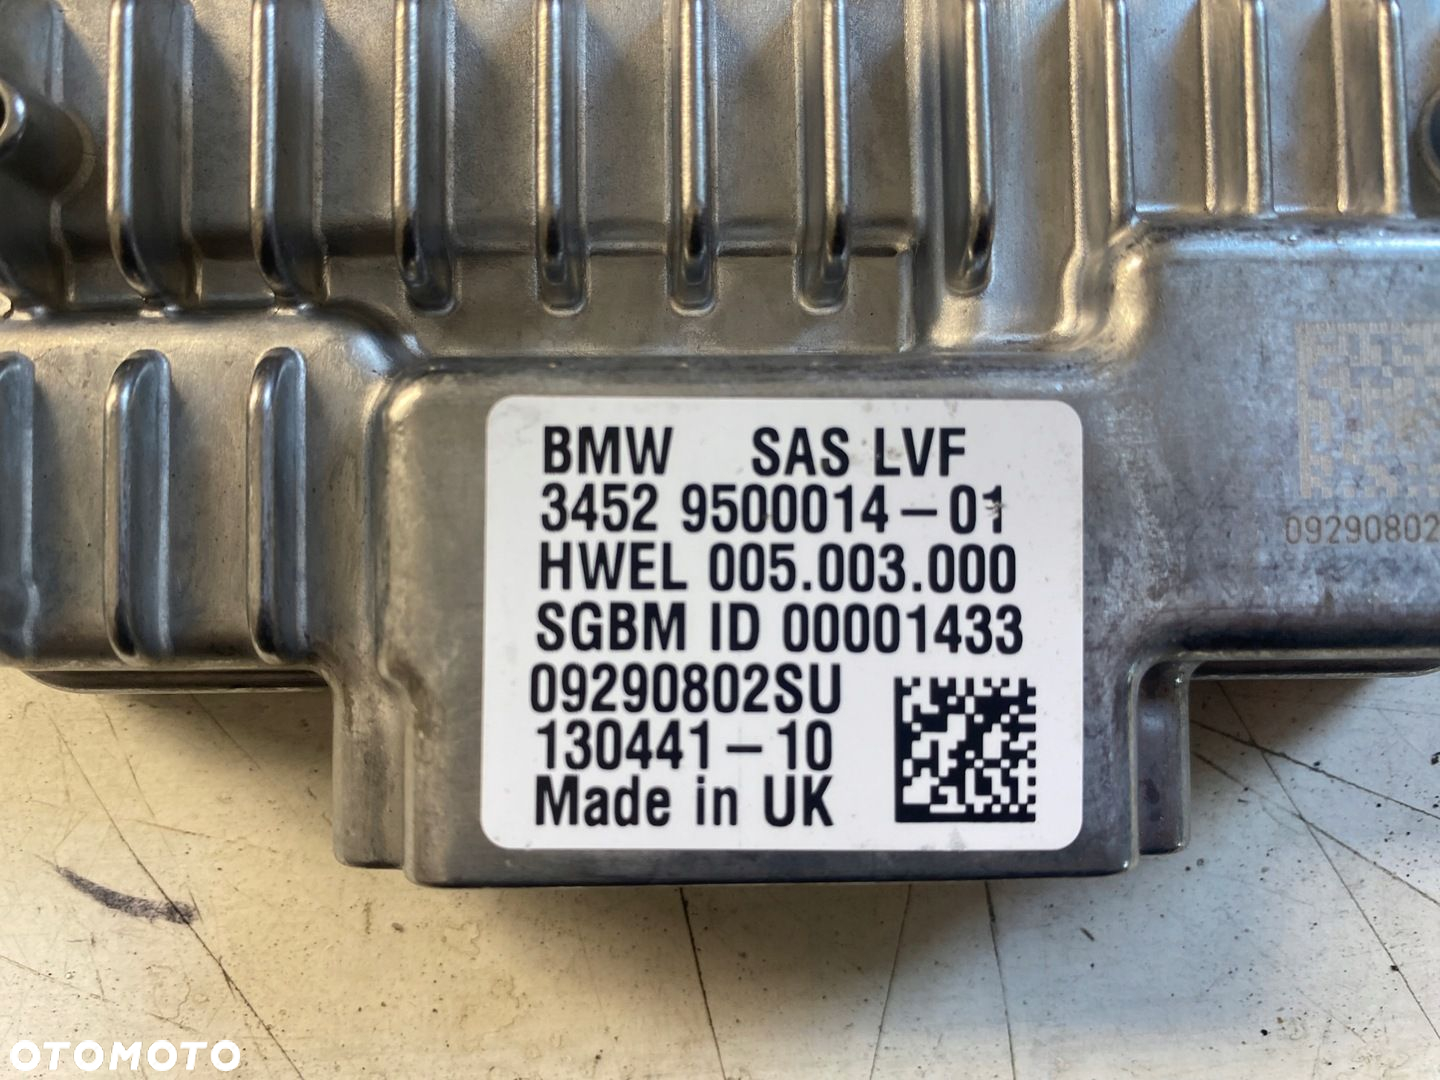 BMW SAS LVF
3452 9500014-01
HWEL 005.003.000
SGBM ID 00001433
09290802SU
130441-10
Made in UK
09290802
OTOMOTO